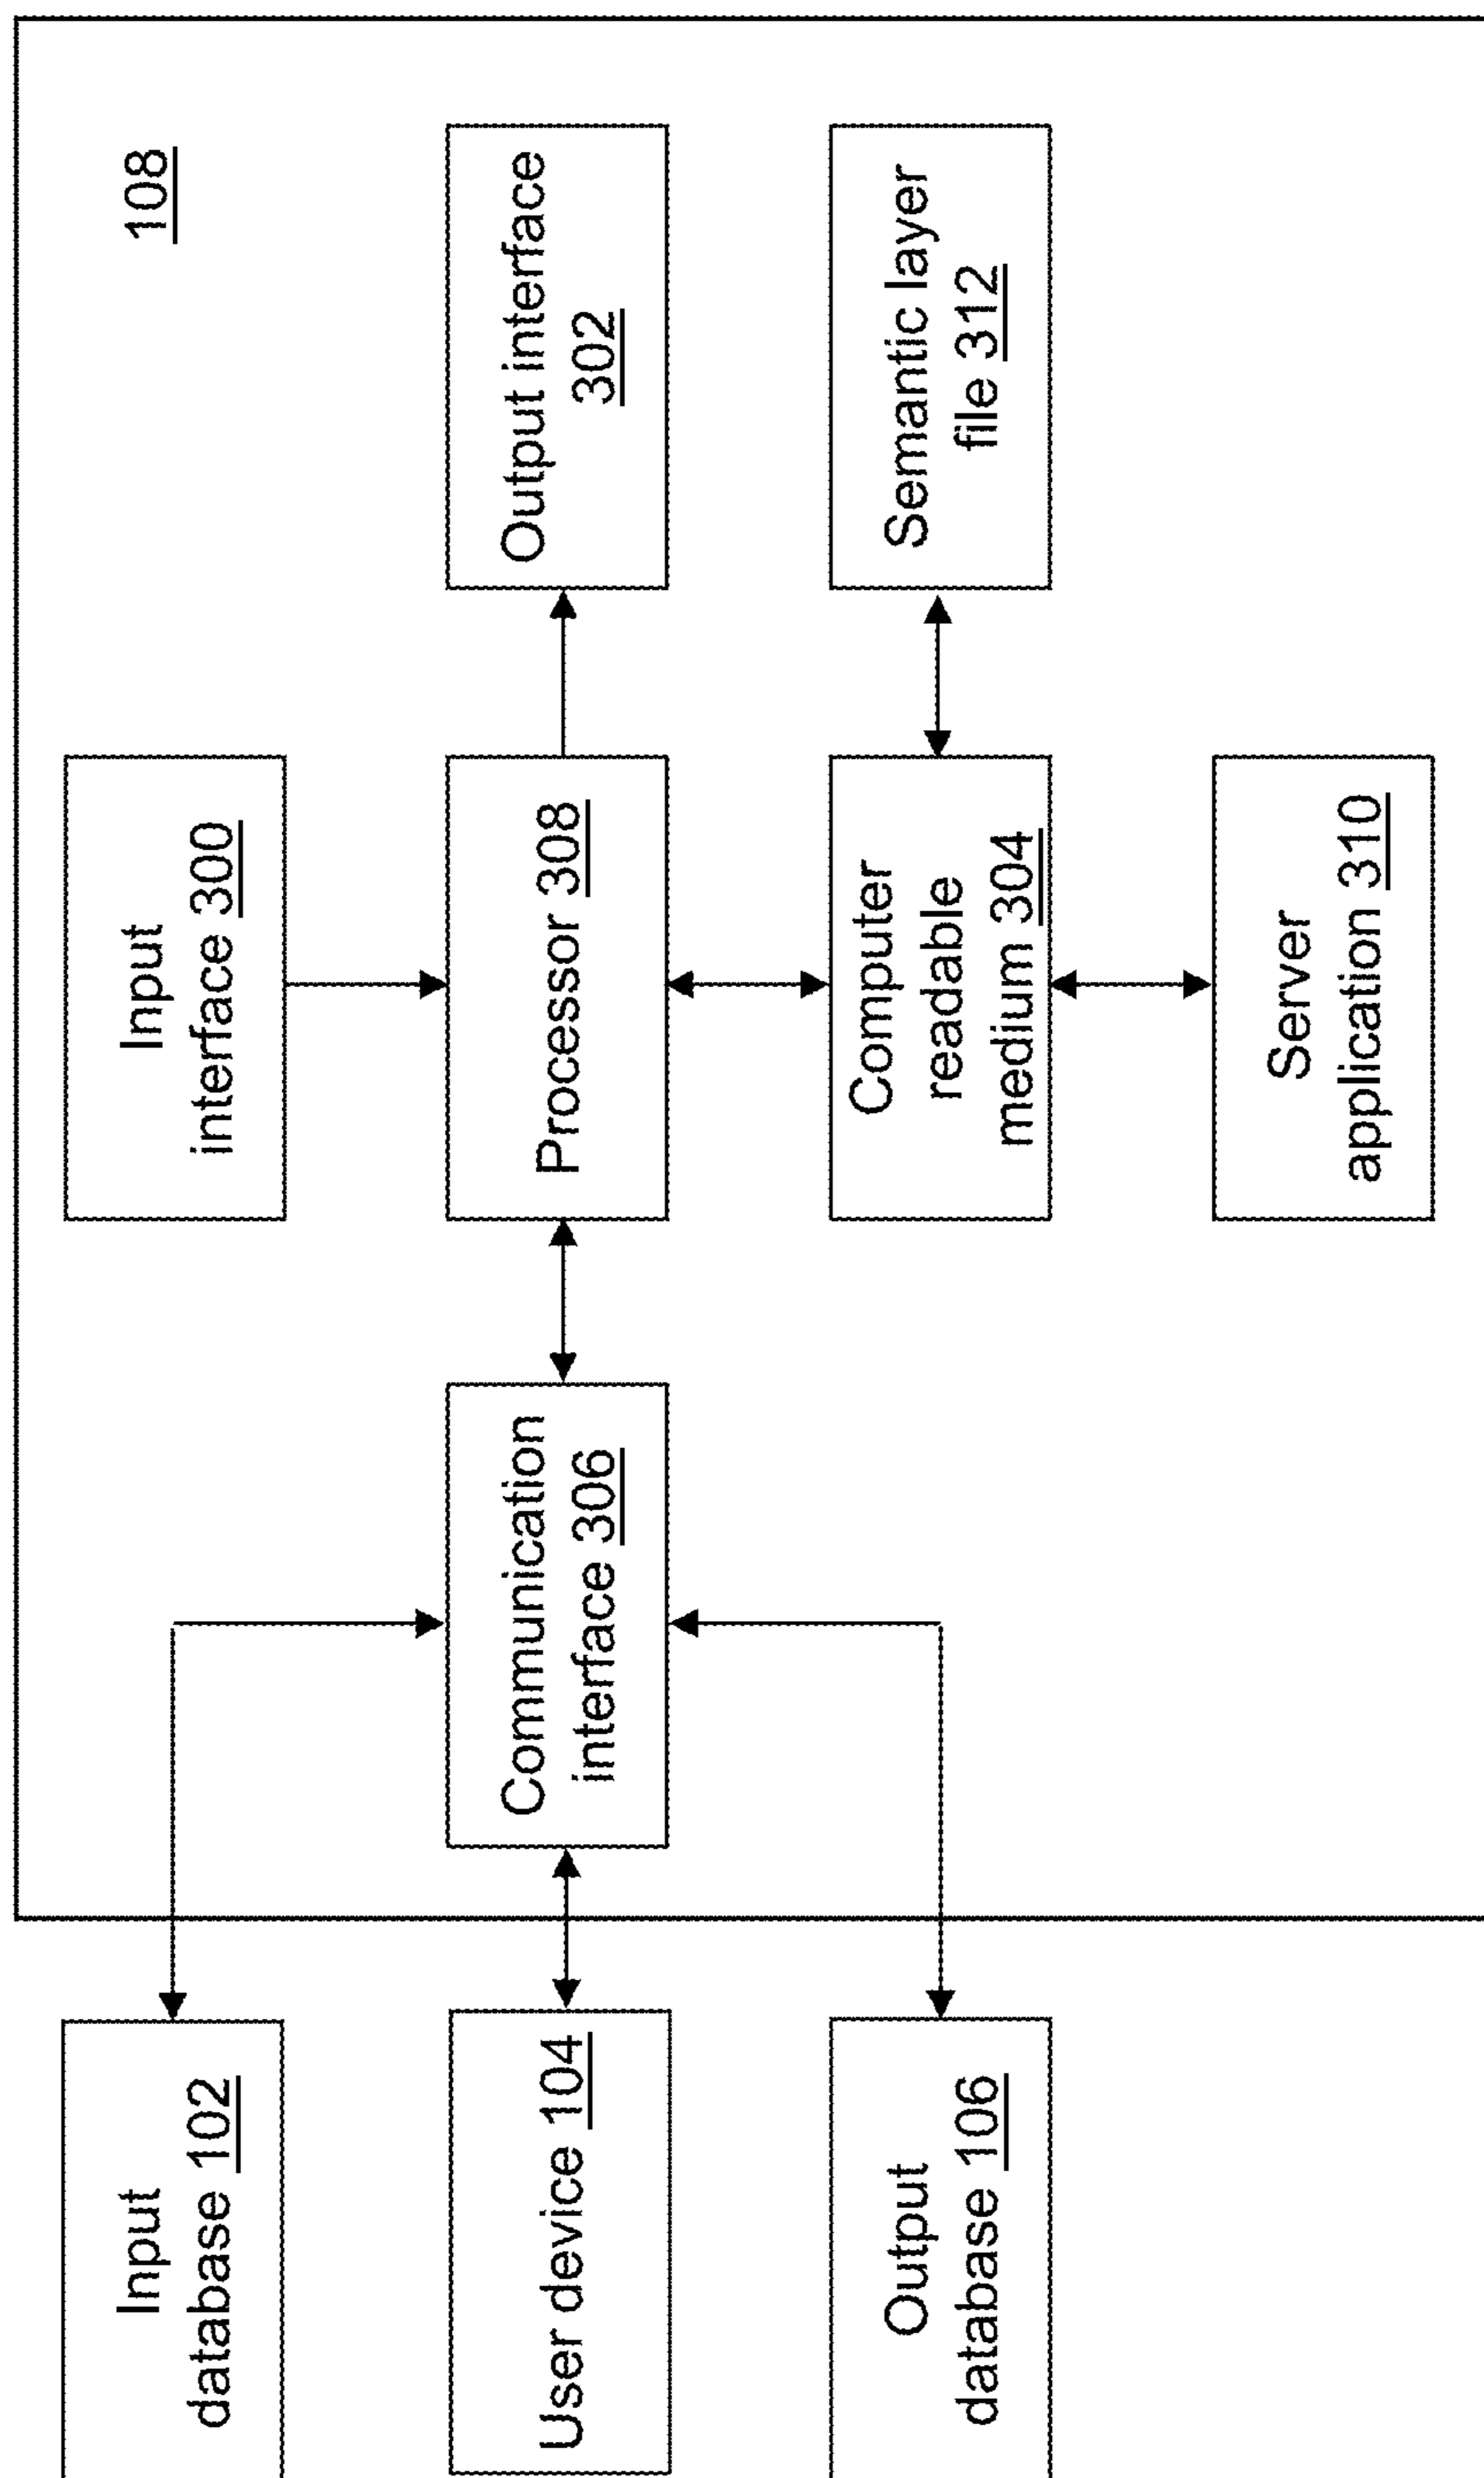 108
Input
interface 300
Input
database 102
Output interface
302
Processor 308
Communication
interface 306
User device 104
Semantic layer
file 312
Computer
readable
medium 304
Output
database 106
Server
application 310